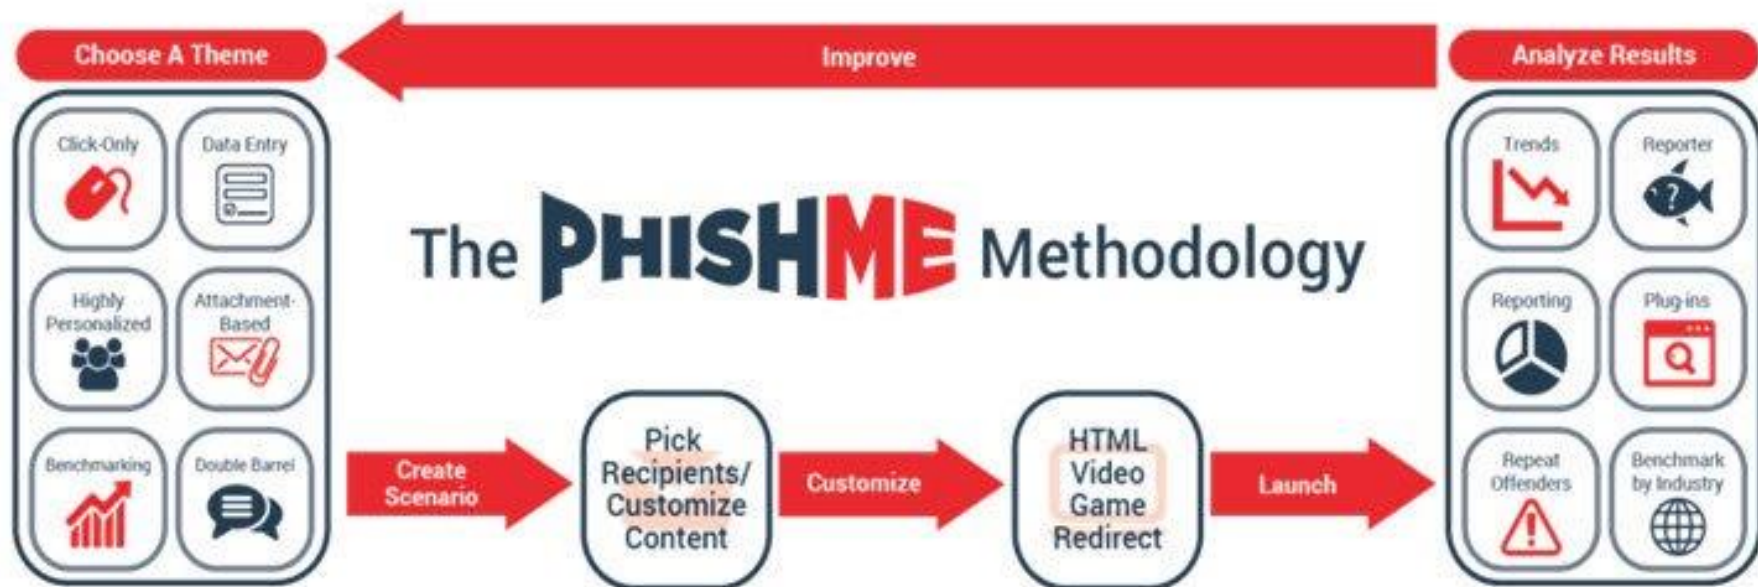 Choose A Theme
Improve
Analyze Results
Click-Only
Data Entry
Trends
Reporter
?
The PHISHME Methodology
Highly
Personalized
Attachment-
Based
Reporting
Plug-ins
Benchmarking
Double Barrel
Create
Scenario
Pick
Recipients/
Customize
Content
Customize
HTML
Video
Game
Redirect
Launch
Repeat
Offenders
Benchmark
by Industry